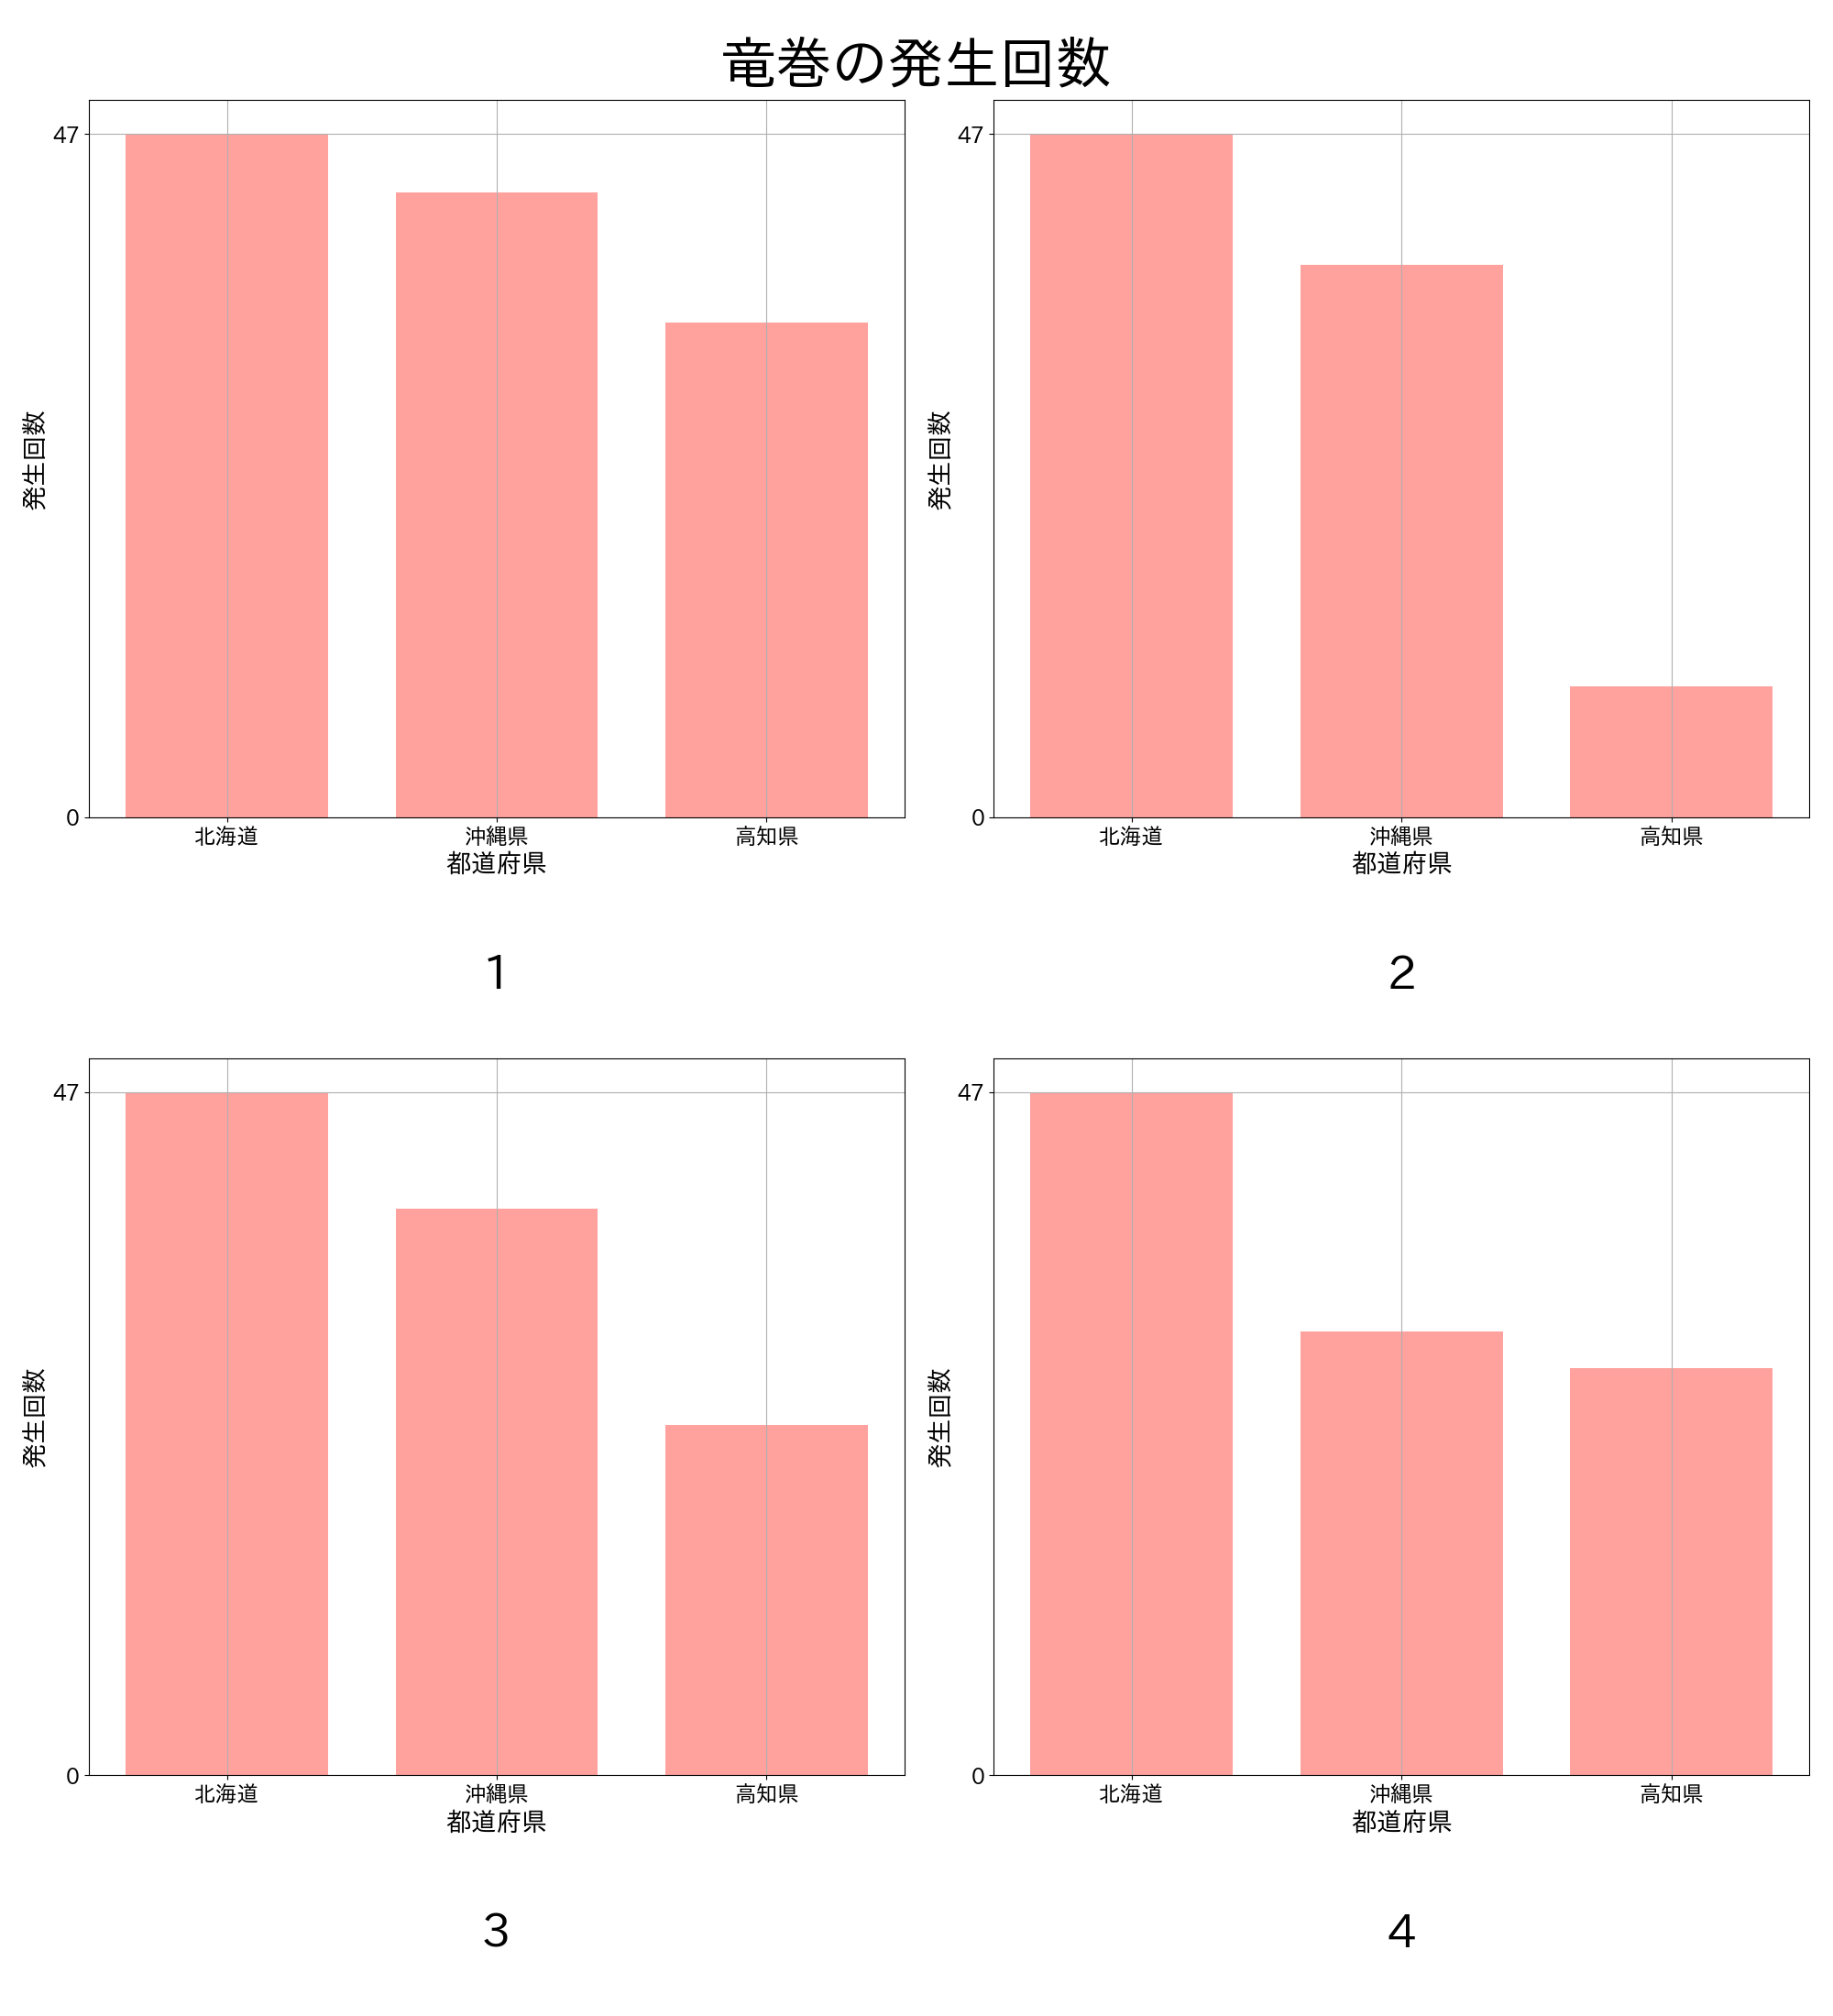 竜巻の発生回数
47
0
発生回数
北海道 沖縄県 高知県
都道府県
1
47
0
発生回数
北海道 沖縄県 高知県
都道府県
2
47
0
発生回数
北海道 沖縄県 高知県
都道府県
3
47
0
発生回数
北海道 沖縄県 高知県
都道府県
4